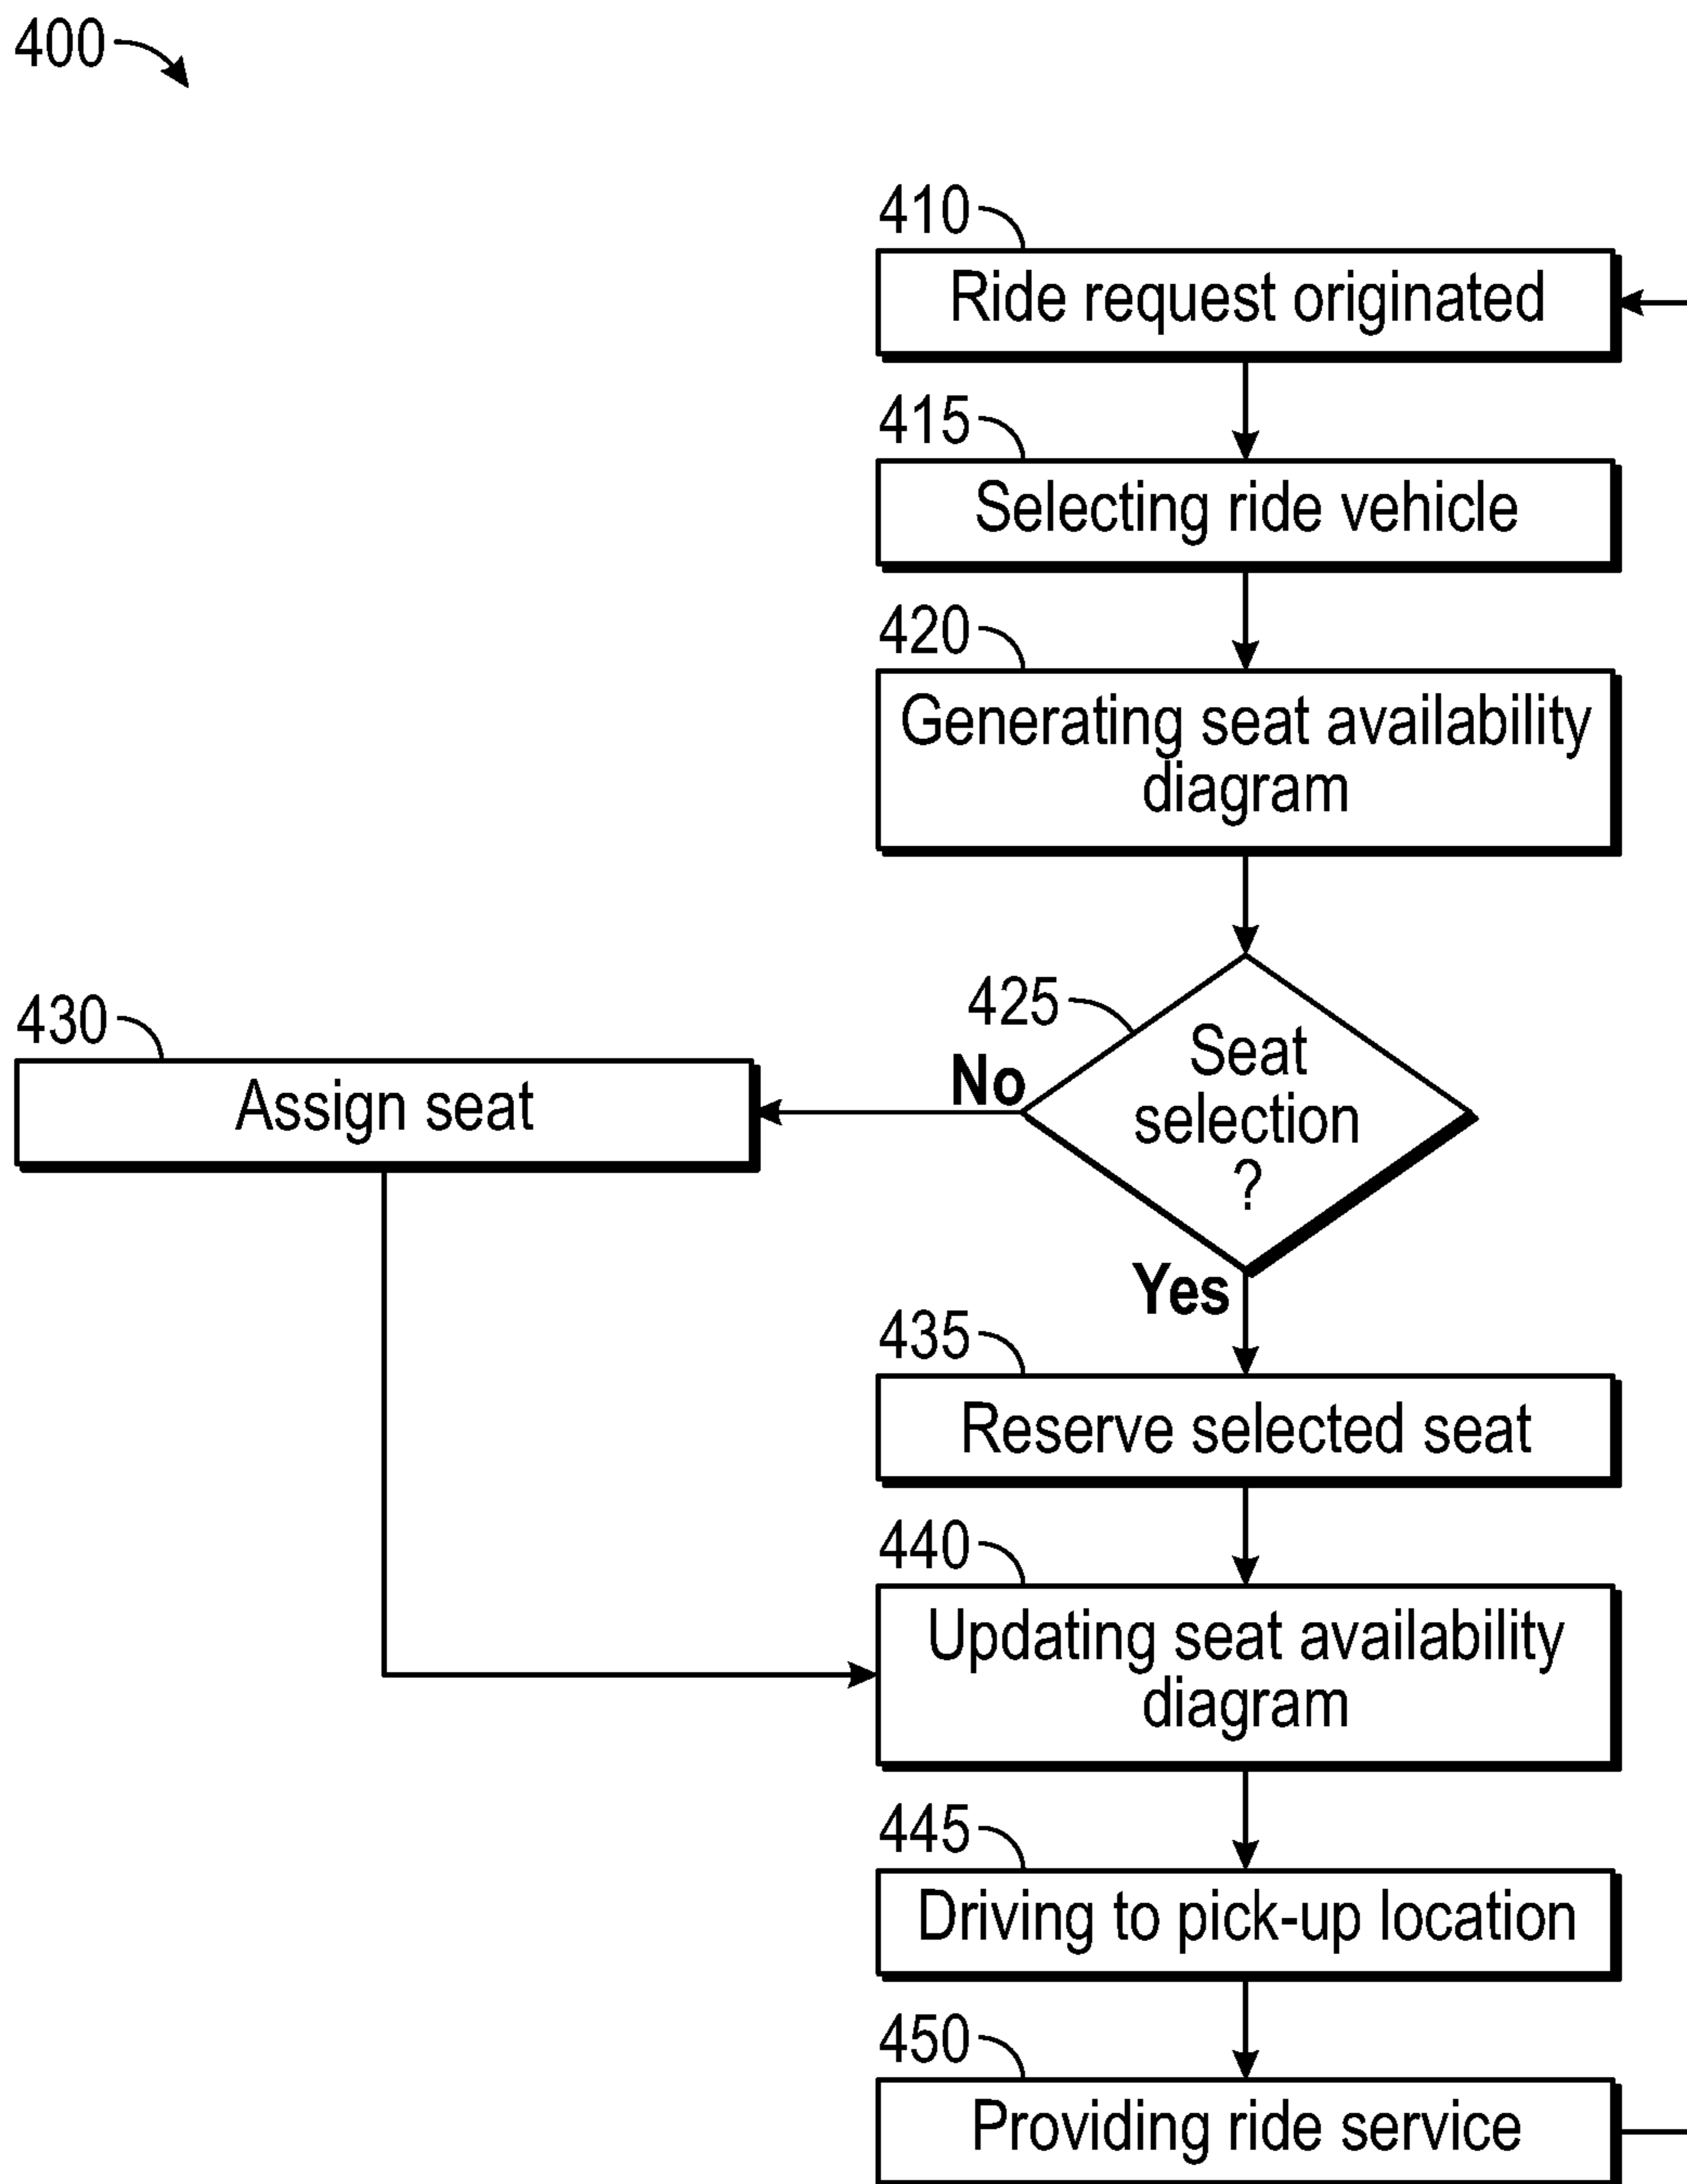 400
410
Ride request originated
415
Selecting ride vehicle
420
Generating seat availability
diagram
425
Seat
selection
?
No
430
Assign seat
Yes
435
Reserve selected seat
440
Updating seat availability
diagram
445
Driving to pick-up location
450
Providing ride service